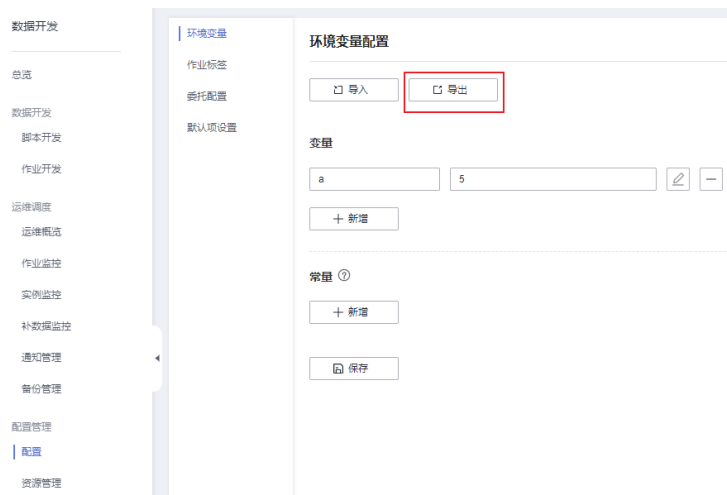 数据开发
总览
数据开发
脚本开发
作业开发
运维调度
运维概览
作业监控
实例监控
补数据监控
通知管理
备份管理
配置管理
配置
资源管理
环境变量
作业标签
委托配置
默认项设置
环境变量配置
导入 导出
变量
a 5
新增
常量
新增
保存